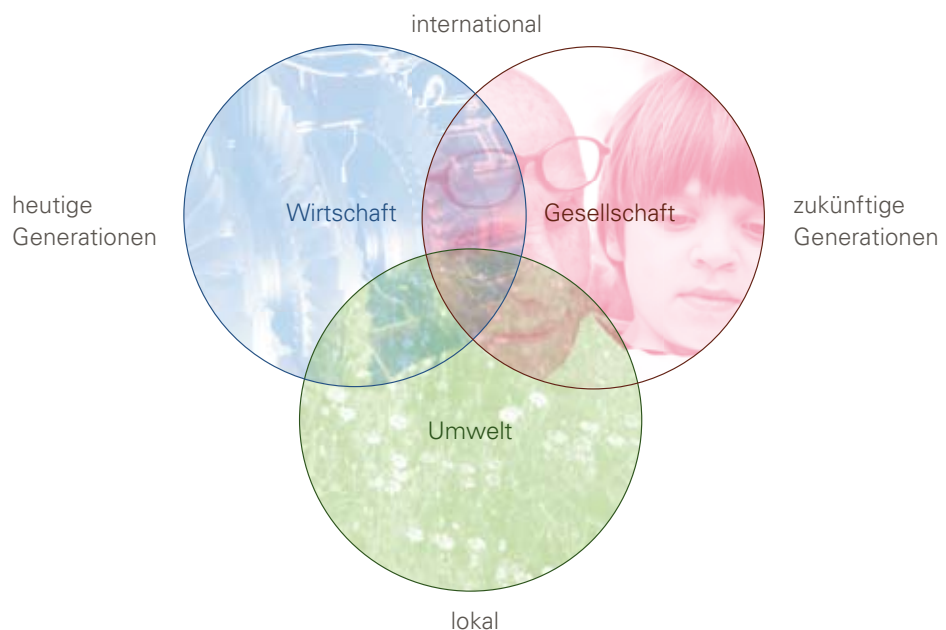 international
heutige
Generationen
Wirtschaft
Gesellschaft
zukünftige
Generationen
Umwelt
lokal